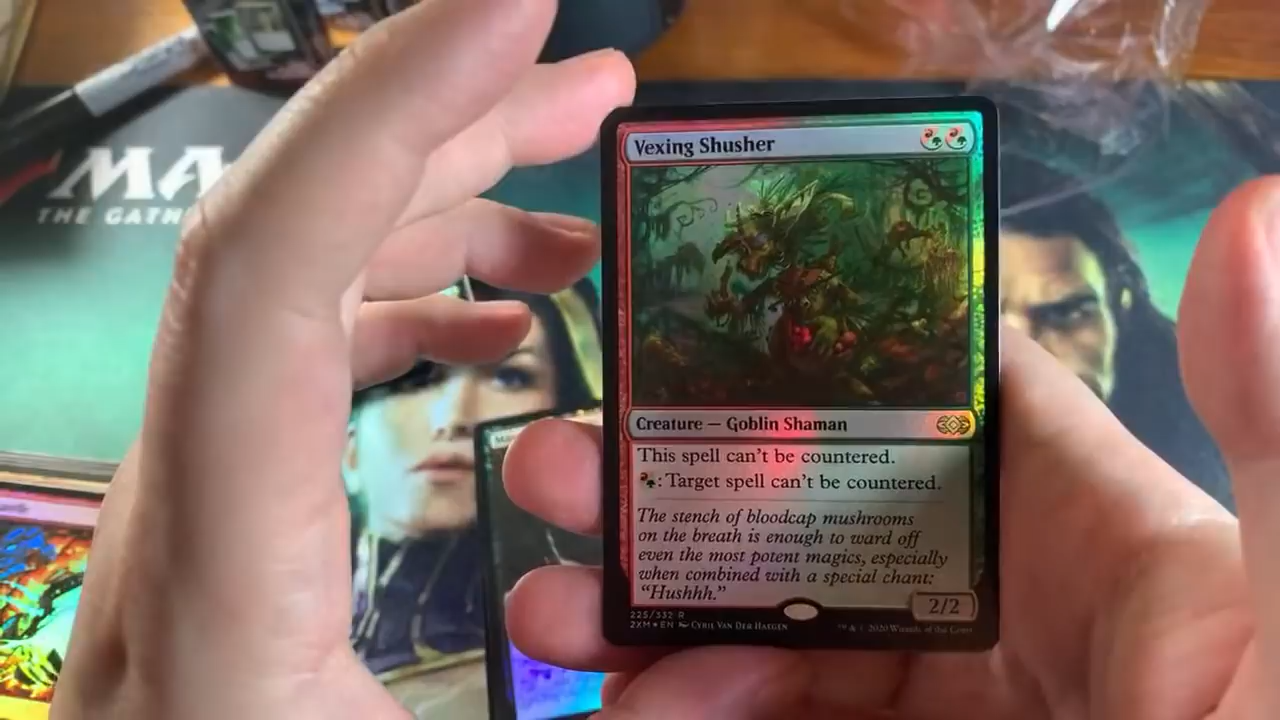 MA
THE GATH
Vexing Shusher
Creature — Goblin Shaman
This spell can't be countered.
: Target spell can't be countered.
The stench of bloodcap mushrooms
on the breath is enough to ward off
even the most potent magics, especially
when combined with a special chant:
"Hushhh."
2/2
225/332 R
2XM ★ EN Cyril Van Der Haegen
™ & © 2020 Wizards of the Coast